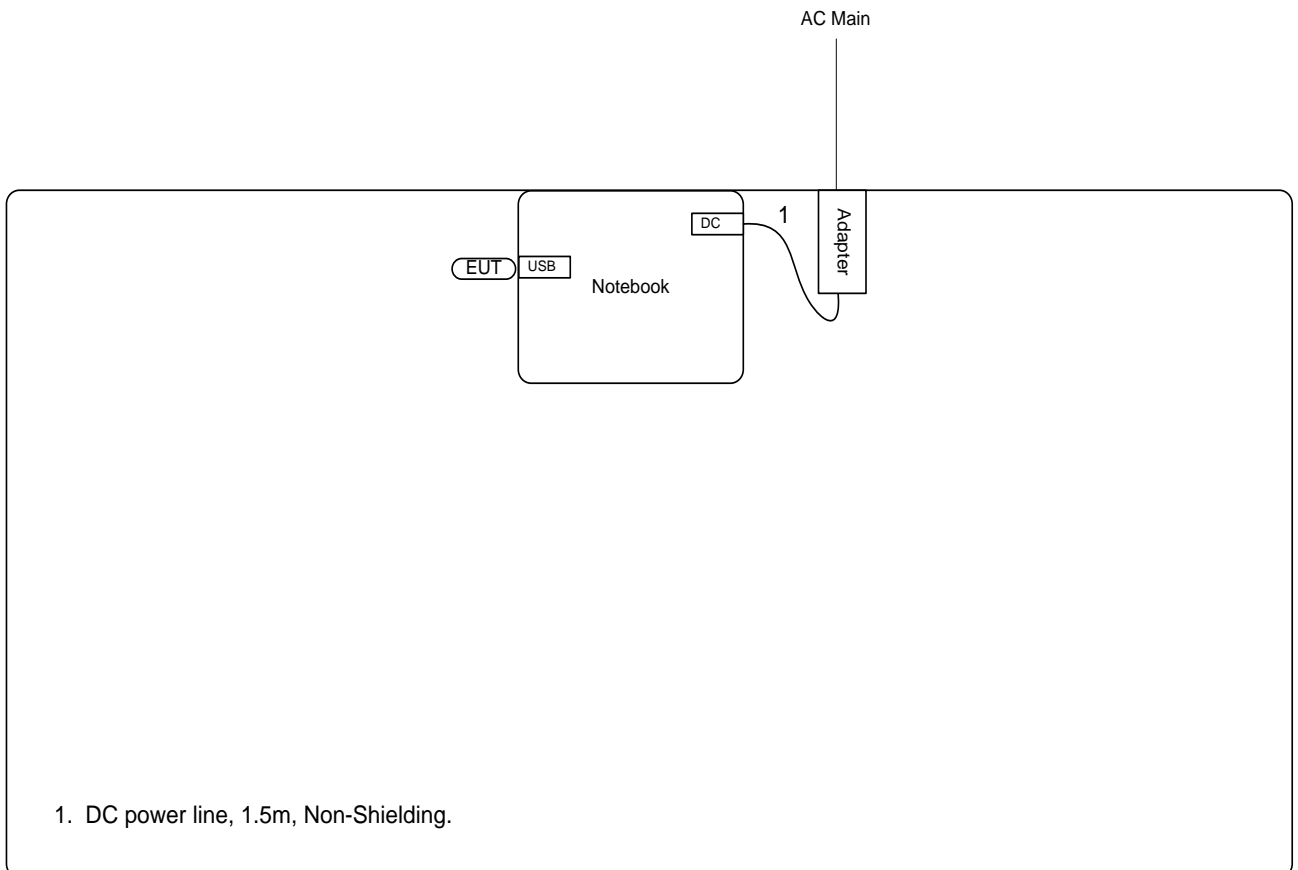 AC Main
DC
1
Adapter
EUT
USB
Notebook
1. DC power line, 1.5m, Non-Shielding.